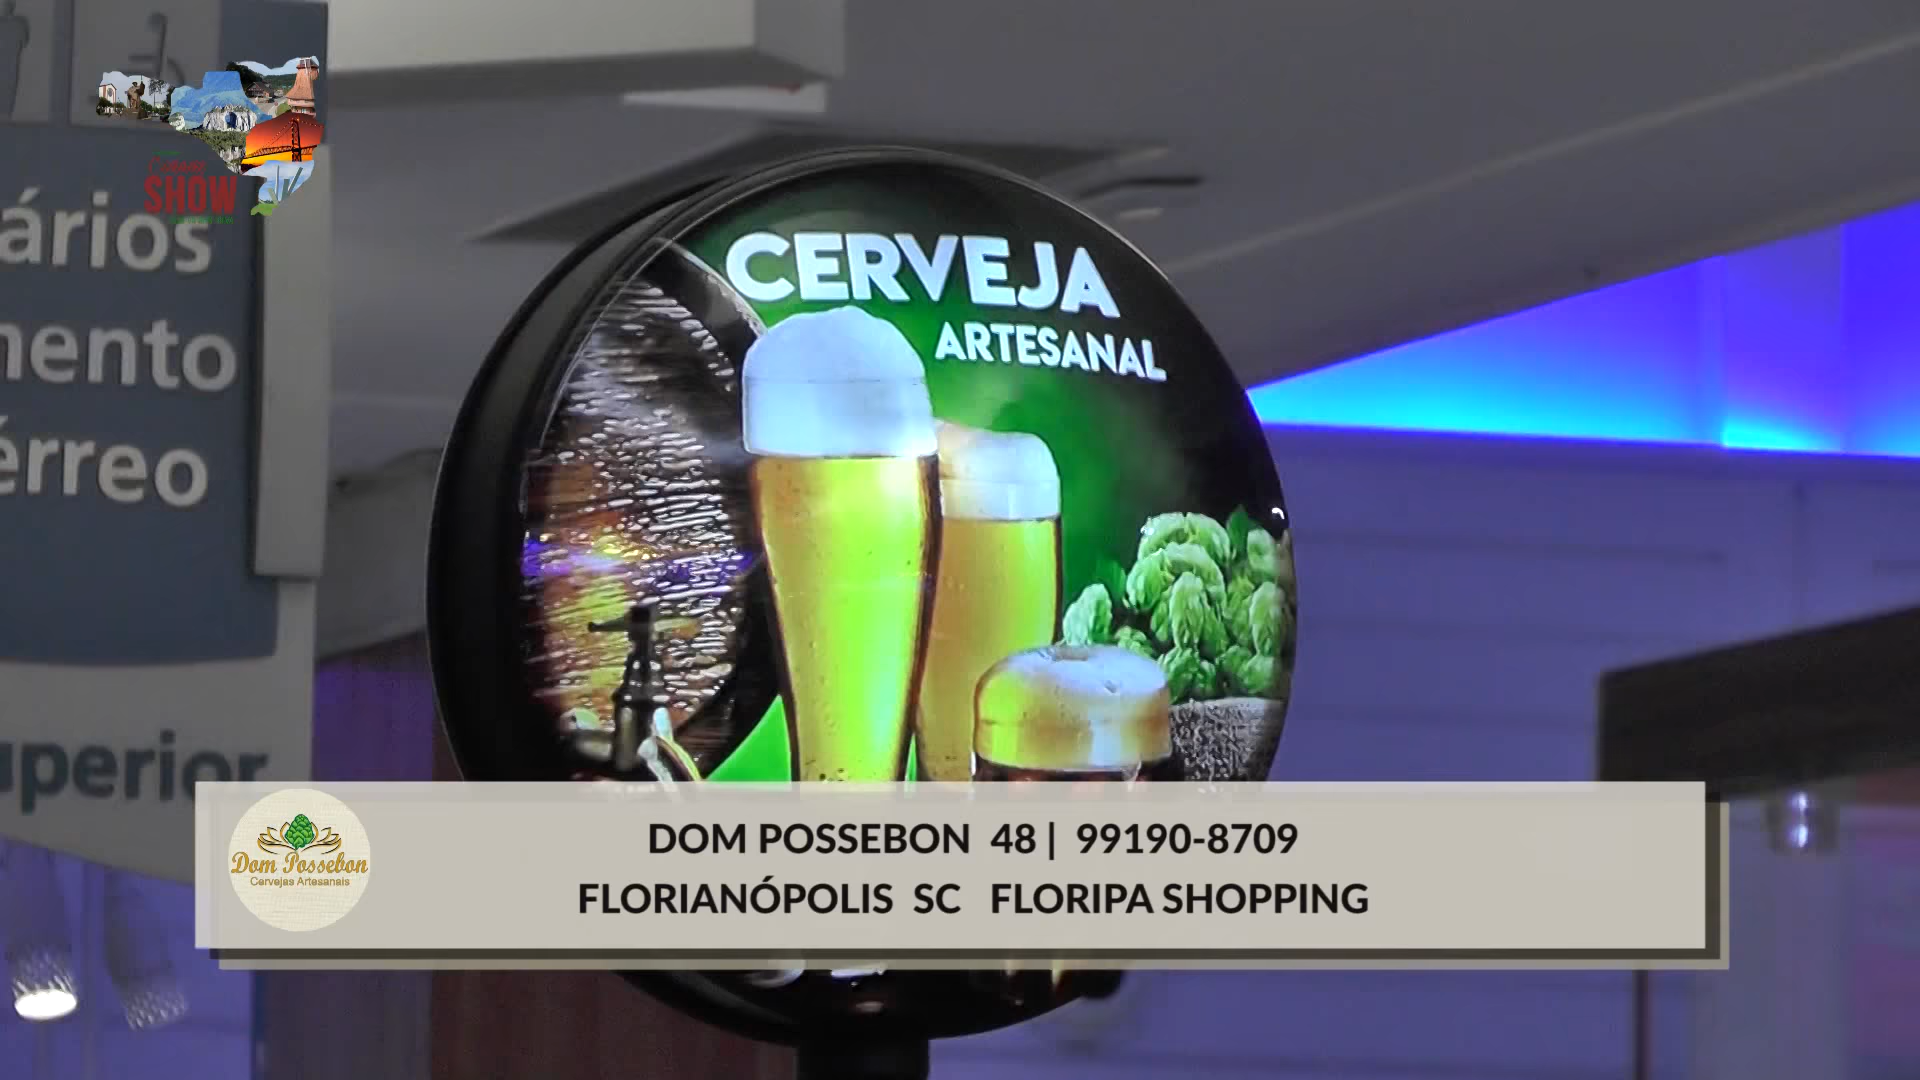 SHOW
ários
mento
érreo
uperior
CERVEJA
ARTESANAL
Dom Possebon
Cervejas Artesanais
DOM POSSEBON 48 | 99190-8709
FLORIANÓPOLIS SC FLORIPA SHOPPING